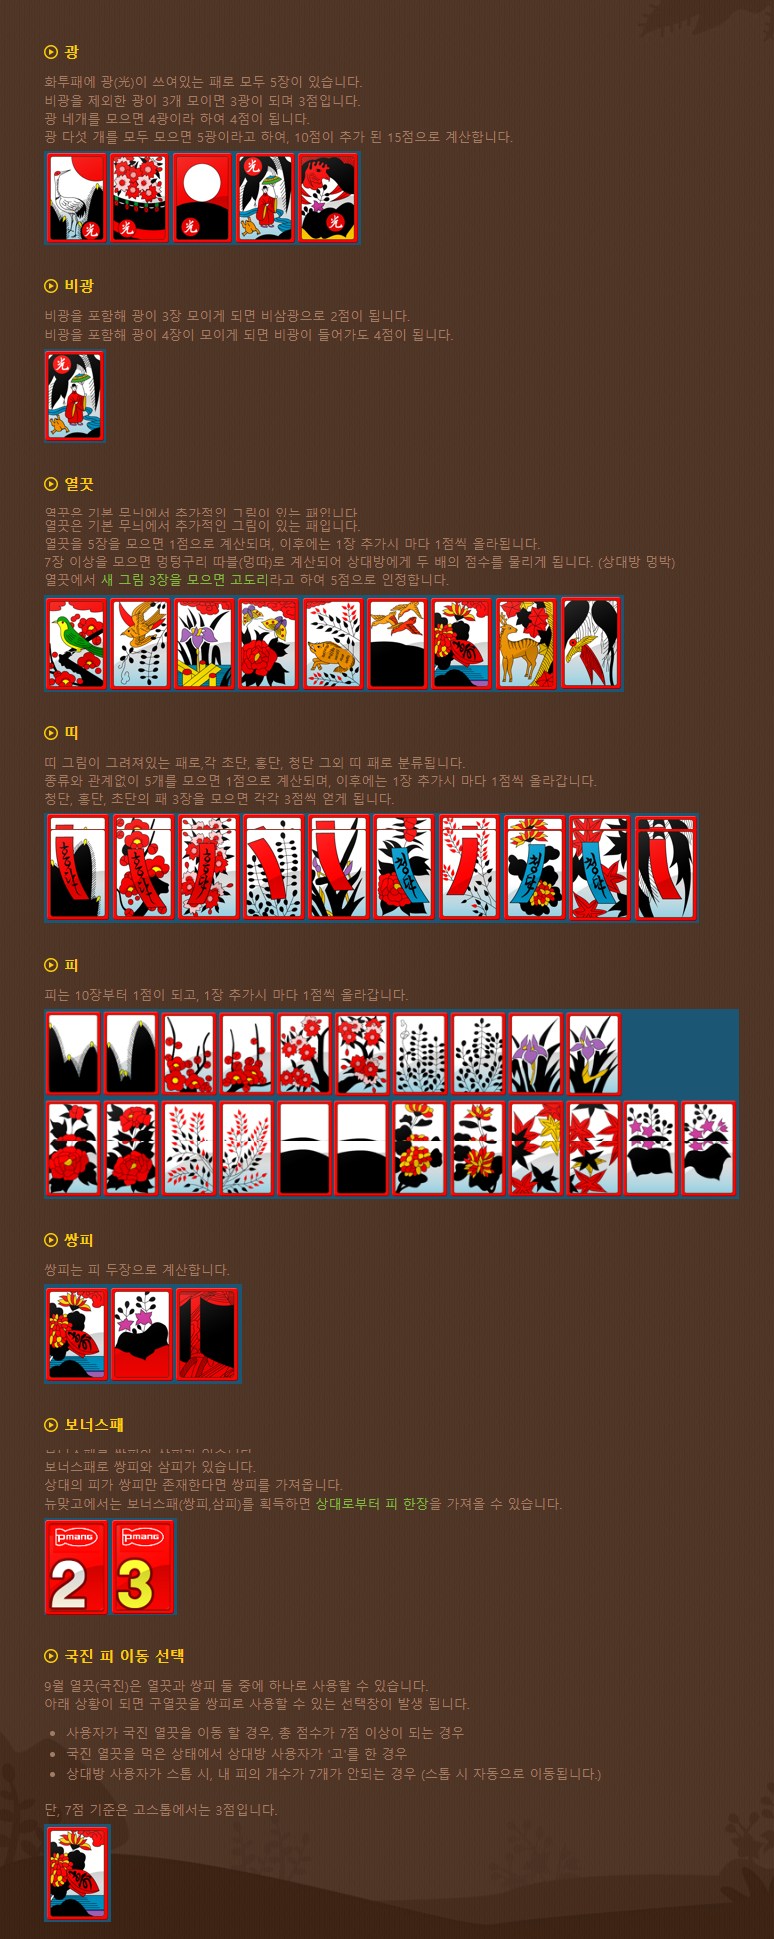 광
화투패에 광(光)이 쓰여있는 패로 모두 5장이 있습니다.
비광을 제외한 광이 3개 모이면 3광이 되며 3점입니다.
광 네개를 모으면 4광이라 하여 4점이 됩니다.
광 다섯 개를 모두 모으면 5광이라고 하여, 10점이 추가 된 15점으로 계산합니다.
光 光 光 光 光
비광
비광을 포함해 광이 3장 모이게 되면 비삼광으로 2점이 됩니다.
비광을 포함해 광이 4장이 모이게 되면 비광이 들어가도 4점이 됩니다.
光
열끗
열끗은 기본 무늬에서 추가적인 그림이 있는 패입니다
열끗은 기본 무늬에서 추가적인 그림이 있는 패입니다.
열끗을 5장을 모으면 1점으로 계산되며, 이후에는 1장 추가시 마다 1점씩 올라됩니다.
7장 이상을 모으면 멍텅구리 따블(멍따)로 계산되어 상대방에게 두 배의 점수를 물리게 됩니다. (상대방 멍박)
열끗에서 새 그림 3장을 모으면 고도리라고 하여 5점으로 인정합니다.
띠
띠 그림이 그려져있는 패로,각 초단, 홍단, 청단 그외 띠 패로 분류됩니다.
종류와 관계없이 5개를 모으면 1점으로 계산되며, 이후에는 1장 추가시 마다 1점씩 올라갑니다.
청단, 홍단, 초단의 패 3장을 모으면 각각 3점씩 얻게 됩니다.
홍단 홍단 홍단 청단 청단 청단
피
피는 10장부터 1점이 되고, 1장 추가시 마다 1점씩 올라갑니다.
쌍피
쌍피는 피 두장으로 계산합니다.
보너스패
보너스패로 쌍피와 삼피가 있습니다.
보너스패로 쌍피와 삼피가 있습니다.
상대의 피가 쌍피만 존재한다면 쌍피를 가져옵니다.
뉴맞고에서는 보너스패(쌍피,삼피)를 획득하면 상대로부터 피 한장을 가져올 수 있습니다.
PMANG PMANG
2 3
국진 피 이동 선택
9월 열끗(국진)은 열끗과 쌍피 둘 중에 하나로 사용할 수 있습니다.
아래 상황이 되면 구열끗을 쌍피로 사용할 수 있는 선택창이 발생 됩니다.
• 사용자가 국진 열끗을 이동 할 경우, 총 점수가 7점 이상이 되는 경우
• 국진 열끗을 먹은 상태에서 상대방 사용자가 '고'를 한 경우
• 상대방 사용자가 스톱 시, 내 피의 개수가 7개가 안되는 경우 (스톱 시 자동으로 이동됩니다.)
단, 7점 기준은 고스톱에서는 3점입니다.